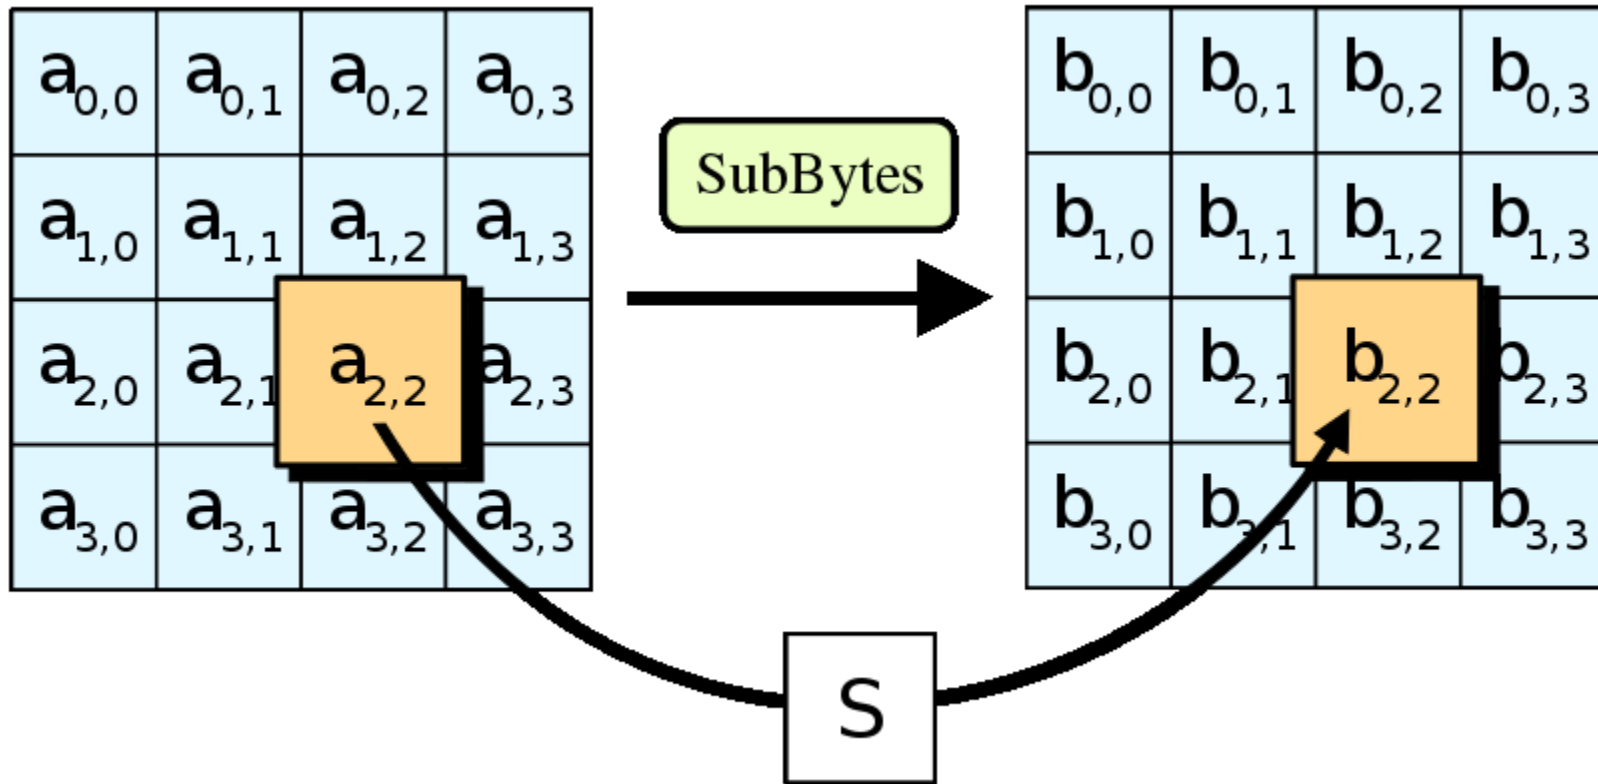 a0,0 a0,1 a0,2 a0,3
a1,0 a1,1 a1,2 a1,3
a2,0 a2,1 a2,2 a2,3
a3,0 a3,1 a3,2 a3,3
SubBytes
b0,0 b0,1 b0,2 b0,3
b1,0 b1,1 b1,2 b1,3
b2,0 b2,1 b2,2 b2,3
b3,0 b3,1 b3,2 b3,3
S